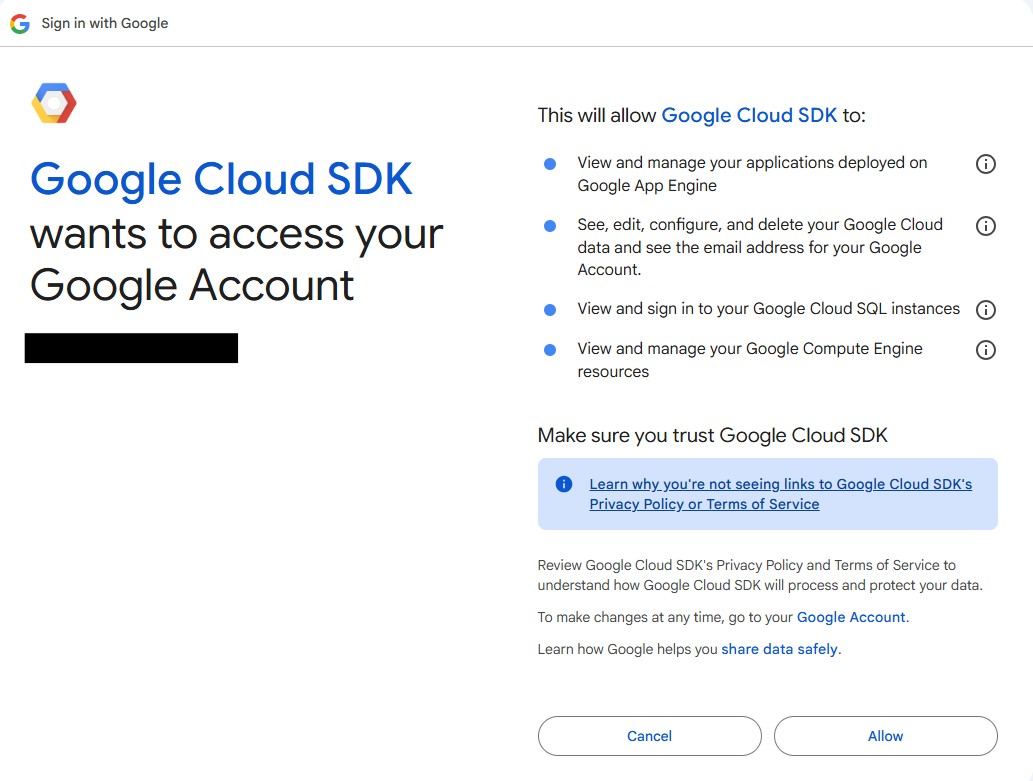 Sign in with Google
Google Cloud SDK
wants to access your
Google Account
This will allow Google Cloud SDK to:
View and manage your applications deployed on
Google App Engine
See, edit, configure, and delete your Google Cloud
data and see the email address for your Google
Account.
View and sign in to your Google Cloud SQL instances
View and manage your Google Compute Engine
resources
Make sure you trust Google Cloud SDK
Learn why you're not seeing links to Google Cloud SDK's
Privacy Policy or Terms of Service
Review Google Cloud SDK's Privacy Policy and Terms of Service to
understand how Google Cloud SDK will process and protect your data.
To make changes at any time, go to your Google Account.
Learn how Google helps you share data safely.
Cancel
Allow